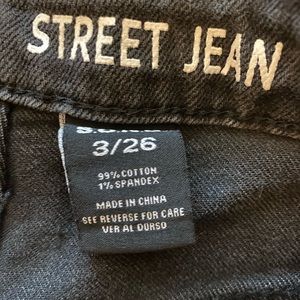 STREET JEAN
3/26
99% COTTON
1% SPANDEX
MADE IN CHINA
SEE REVERSE FOR CARE
VER AL DORSO